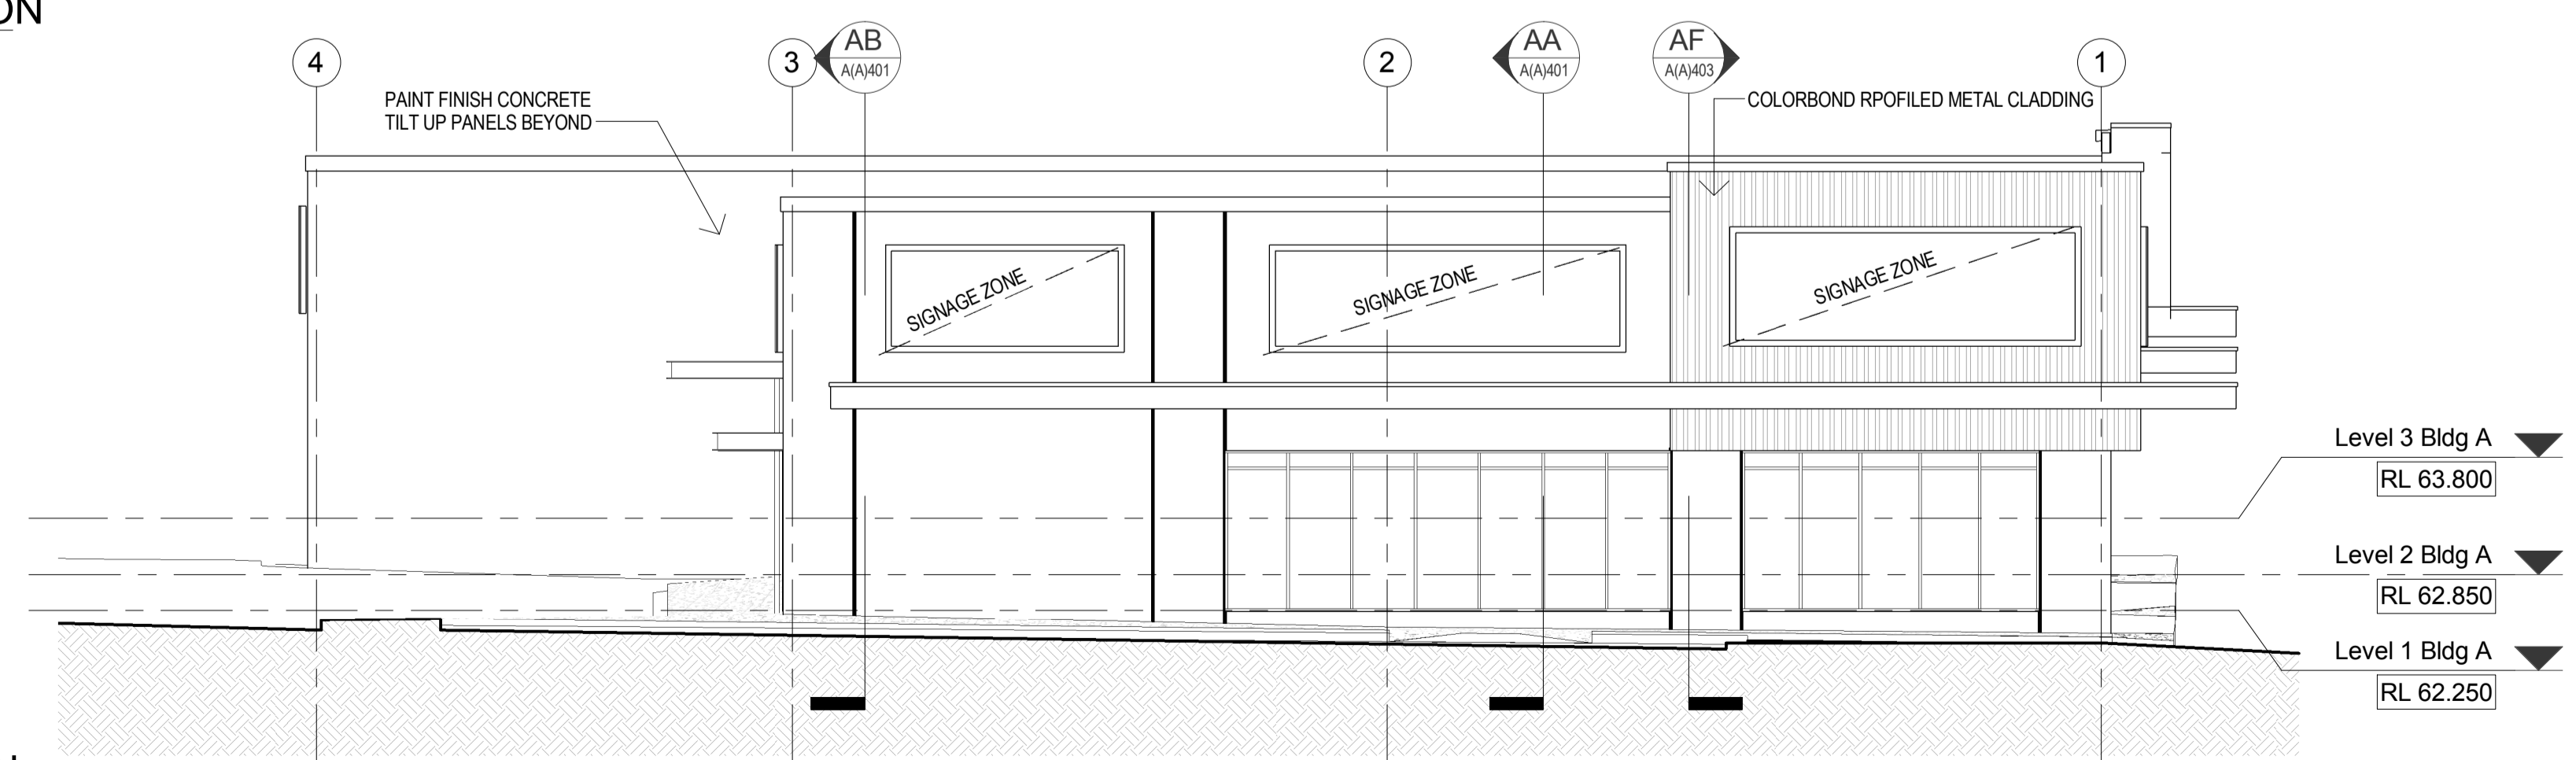 ON
4
3
AB
A(A)401
2
AA
A(A)401
AF
A(A)403
1
PAINT FINISH CONCRETE
TILT UP PANELS BEYOND
COLORBOND RPOFILED METAL CLADDING
SIGNAGE ZONE
SIGNAGE ZONE
SIGNAGE ZONE
Level 3 Bldg A
RL 63.800
Level 2 Bldg A
RL 62.850
Level 1 Bldg A
RL 62.250